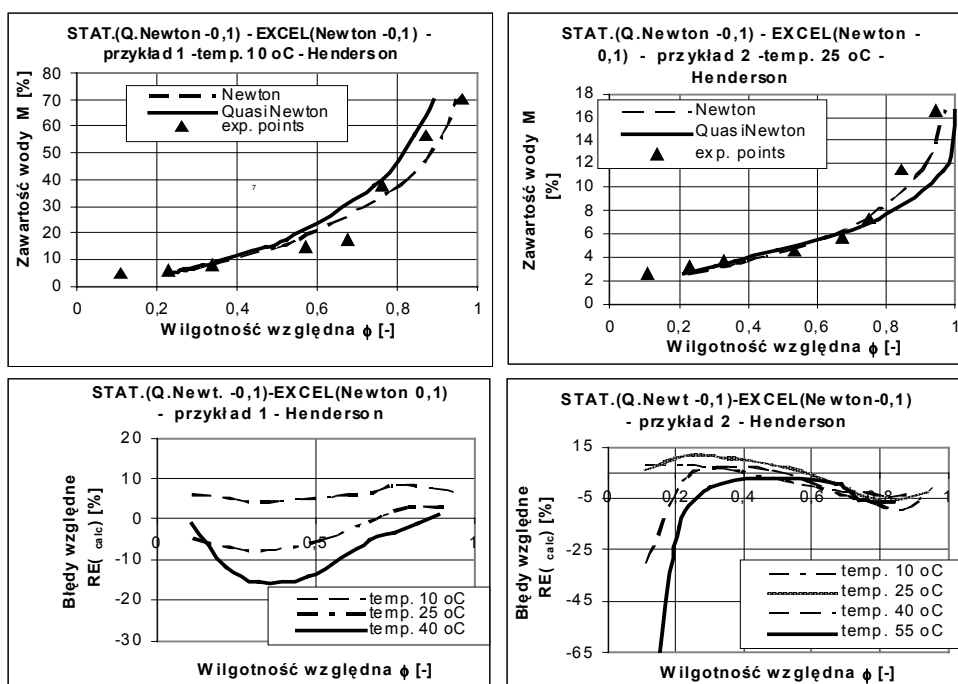 STAT.(Q.Newton -0,1) - EXCEL(Newton -0,1) -
przykład 1 -temp. 10 oC - Henderson
Zawartość wody M [%]
80
70
60
50
40
30
20
10
0
Newton
QuasiNewton
exp. points
7
0 0,2 0,4 0,6 0,8 1
Wilgotność względna ϕ [-]
STAT.(Q.Newton -0,1) - EXCEL(Newton -
0,1) - przykład 2 -temp. 25 oC -
Henderson
Zawartość wody M
[%]
18
16
14
12
10
8
6
4
2
0
Newton
QuasiNewton
exp. points
0 0,2 0,4 0,6 0,8 1
Wilgotność względna ϕ [-]
STAT.(Q.Newt. -0,1)-EXCEL(Newton 0,1)
- przykład 1 - Henderson
Błędy względne
RE( calc) [%]
20
10
0
-10
-20
-30
0 0,5 1
temp. 10 oC
temp. 25 oC
temp. 40 oC
Wilgotność względna ϕ [-]
STAT.(Q.Newt -0,1)-EXCEL(Newton-0,1)
- przykład 2 - Henderson
Błędy względne
RE( calc) [%]
15
-5
-25
-45
-65
0 0,2 0,4 0,6 0,8 1
temp. 10 oC
temp. 25 oC
temp. 40 oC
temp. 55 oC
Wilgotność względna ϕ [-]